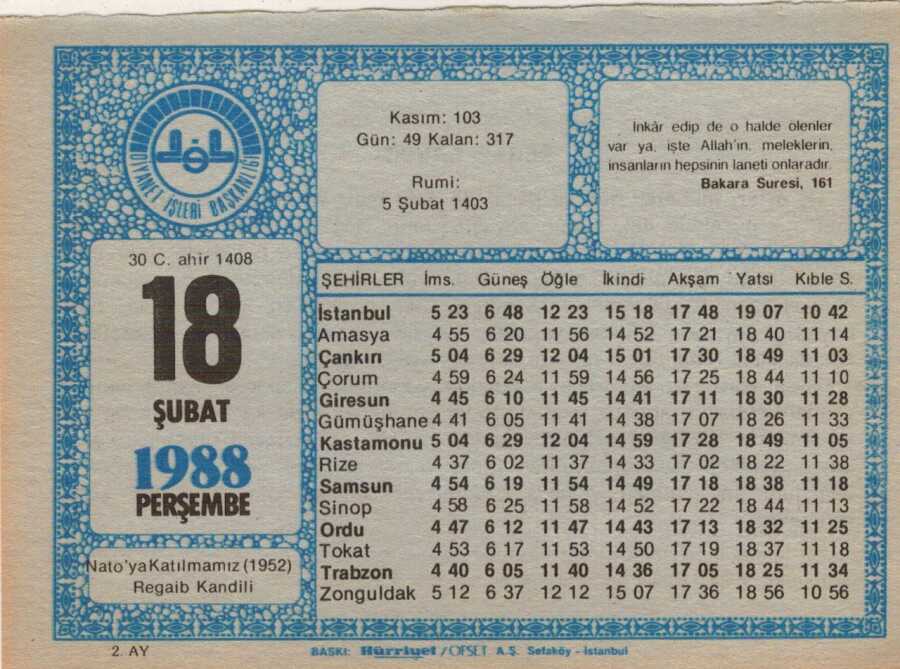 DİYANET İŞLERİ BAŞKANLIĞI
Kasım: 103
Gün: 49 Kalan: 317
Rumi:
5 Şubat 1403
İnkâr edip de o halde ölenler
var ya, işte Allah'ın, meleklerin,
insanların hepsinin laneti onlaradır.
Bakara Suresi, 161
30 C. ahir 1408
18
ŞUBAT
1988
PERŞEMBE
Nato'ya Katılmamız (1952)
Regaib Kandili
ŞEHİRLER İms. Güneş Öğle İkindi Akşam Yatsı Kıble S.
İstanbul 5 23 6 48 12 23 15 18 17 48 19 07 10 42
Amasya 4 55 6 20 11 56 14 52 17 21 18 40 11 14
Çankırı 5 04 6 29 12 04 15 01 17 30 18 49 11 03
Çorum 4 59 6 24 11 59 14 56 17 25 18 44 11 10
Giresun 4 45 6 10 11 45 14 41 17 11 18 30 11 28
Gümüşhane 4 41 6 05 11 41 14 38 17 07 18 26 11 33
Kastamonu 5 04 6 29 12 04 14 59 17 28 18 49 11 05
Rize 4 37 6 02 11 37 14 33 17 02 18 22 11 38
Samsun 4 54 6 19 11 54 14 49 17 18 18 38 11 18
Sinop 4 58 6 25 11 58 14 52 17 22 18 44 11 13
Ordu 4 47 6 12 11 47 14 43 17 13 18 32 11 25
Tokat 4 53 6 17 11 53 14 50 17 19 18 37 11 18
Trabzon 4 40 6 05 11 40 14 36 17 05 18 25 11 34
Zonguldak 5 12 6 37 12 12 15 07 17 36 18 56 10 56
2. AY
BASKI: Hürriyet / OFSET A.Ş. Sefaköy - İstanbul